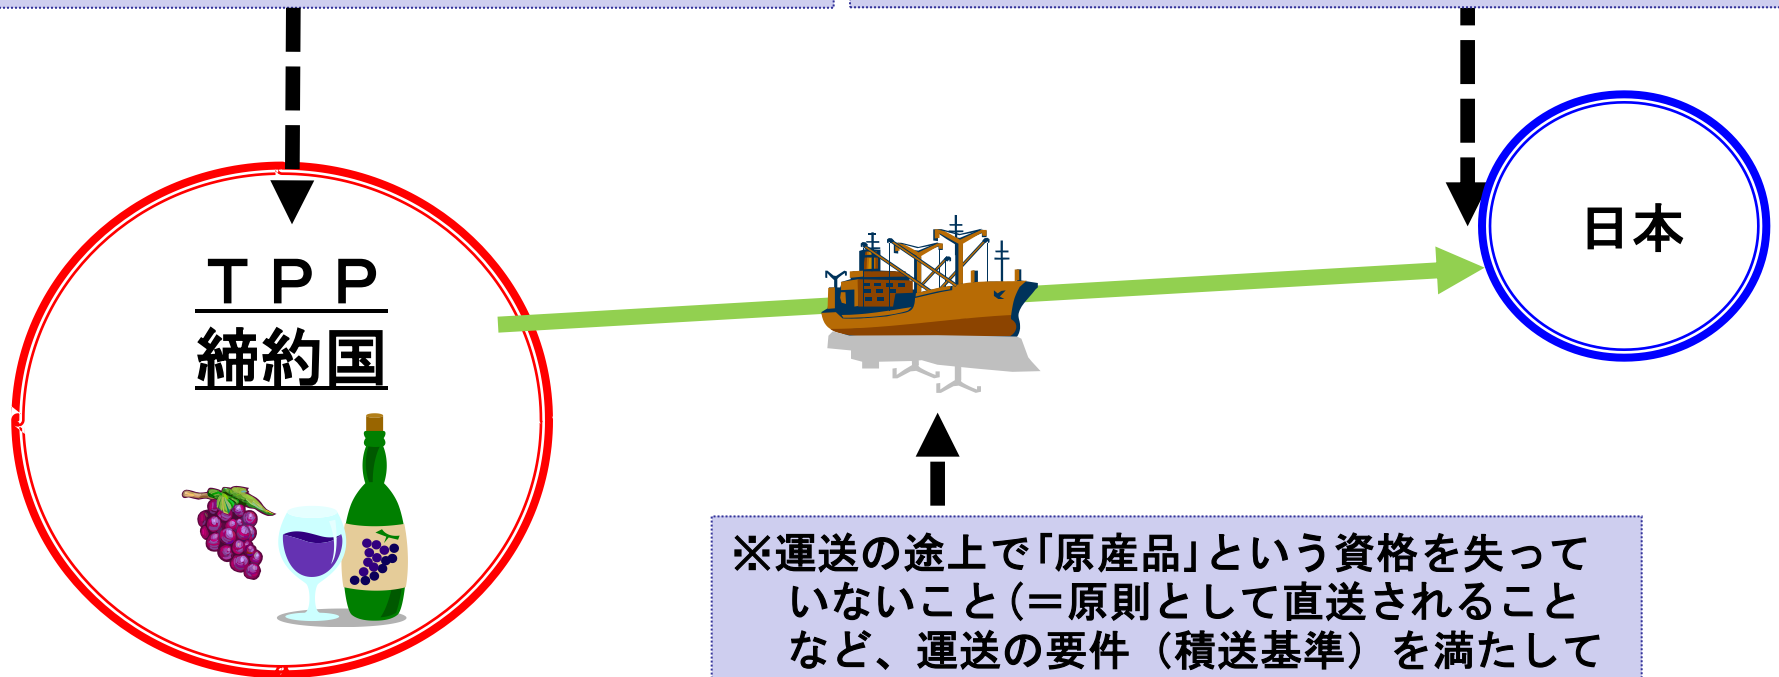 ＴＰＰ
締約国
日本
※運送の途上で「原産品」という資格を失って
いないこと（＝原則として直送されること
など、運送の要件（積送基準）を満たして